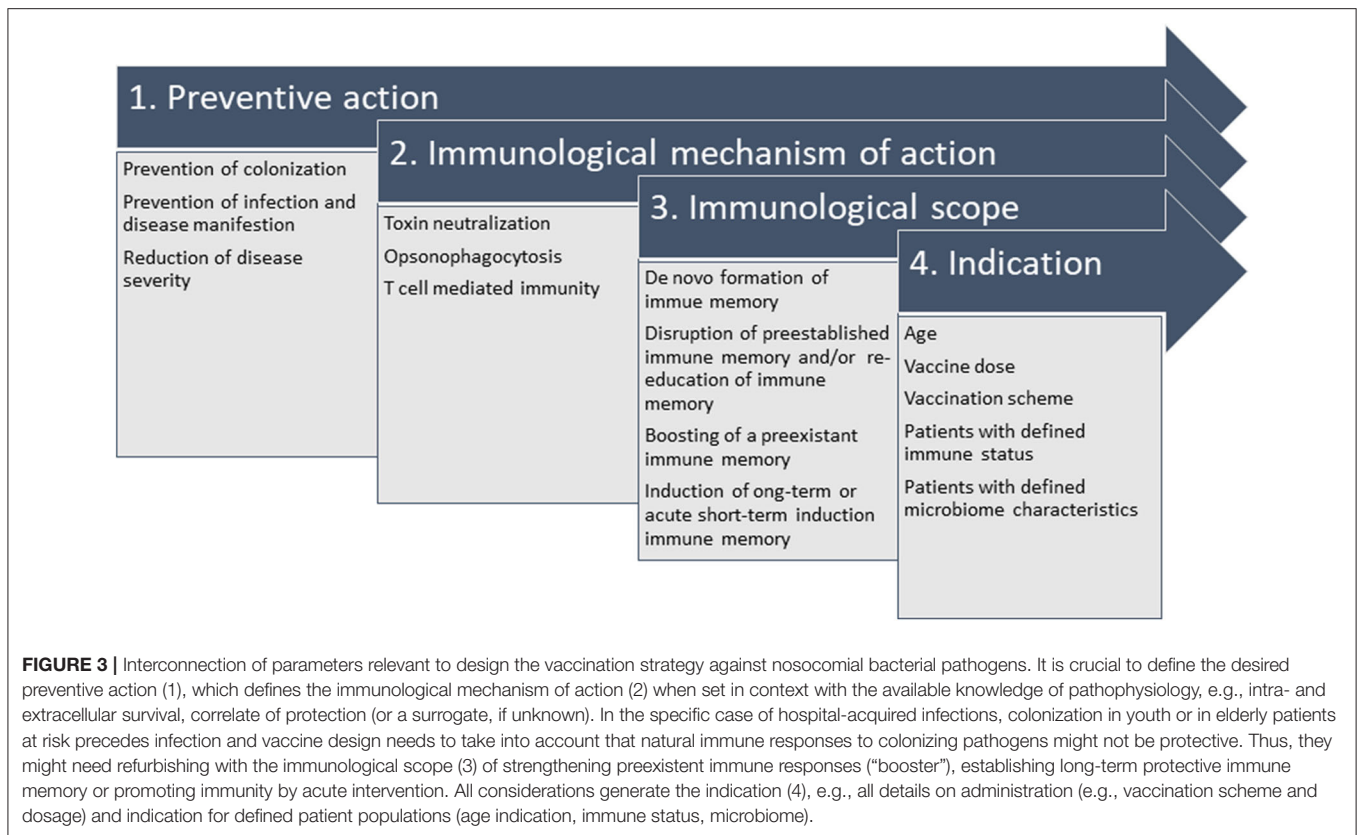 1. Preventive action
Prevention of colonization
Prevention of infection and
disease manifestation
Reduction of disease
severity
2. Immunological mechanism of action
Toxin neutralization
Opsonophagocytosis
T cell mediated immunity
3. Immunological scope
De novo formation of
immue memory
Disruption of preestablished
immune memory and/or re-
education of immune
memory
Boosting of a preexistant
immune memory
Induction of ong-term or
acute short-term induction
immune memory
4. Indication
Age
Vaccine dose
Vaccination scheme
Patients with defined
immune status
Patients with defined
microbiome characteristics
FIGURE 3 | Interconnection of parameters relevant to design the vaccination strategy against nosocomial bacterial pathogens. It is crucial to define the desired
preventive action (1), which defines the immunological mechanism of action (2) when set in context with the available knowledge of pathophysiology, e.g., intra- and
extracellular survival, correlate of protection (or a surrogate, if unknown). In the specific case of hospital-acquired infections, colonization in youth or in elderly patients
at risk precedes infection and vaccine design needs to take into account that natural immune responses to colonizing pathogens might not be protective. Thus, they
might need refurbishing with the immunological scope (3) of strengthening preexistent immune responses (“booster”), establishing long-term protective immune
memory or promoting immunity by acute intervention. All considerations generate the indication (4), e.g., all details on administration (e.g., vaccination scheme and
dosage) and indication for defined patient populations (age indication, immune status, microbiome).